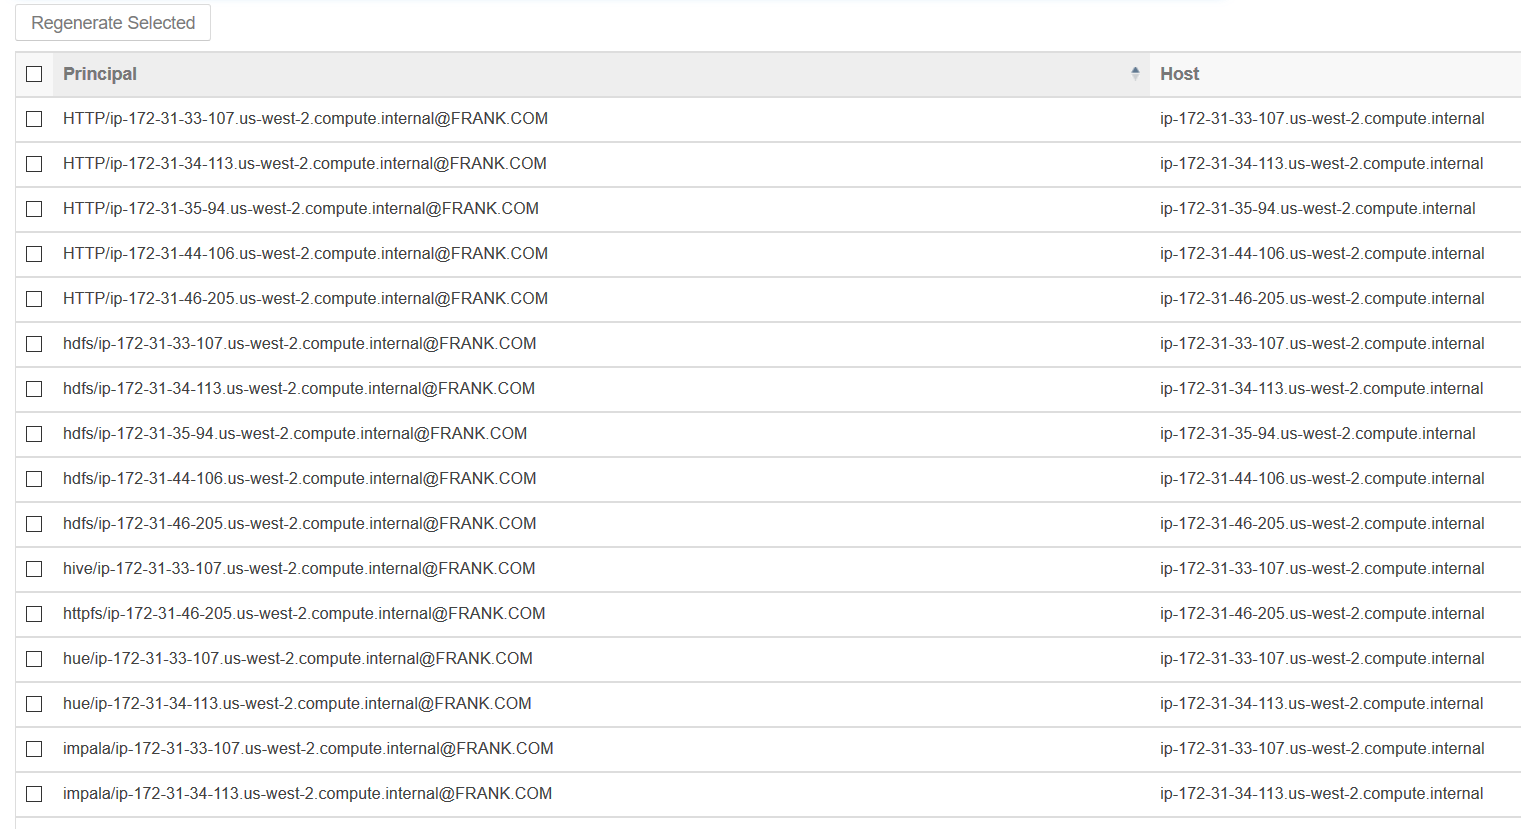 Regenerate Selected
Principal Host
HTTP/ip-172-31-33-107.us-west-2.compute.internal@FRANK.COM ip-172-31-33-107.us-west-2.compute.internal
HTTP/ip-172-31-34-113.us-west-2.compute.internal@FRANK.COM ip-172-31-34-113.us-west-2.compute.internal
HTTP/ip-172-31-35-94.us-west-2.compute.internal@FRANK.COM ip-172-31-35-94.us-west-2.compute.internal
HTTP/ip-172-31-44-106.us-west-2.compute.internal@FRANK.COM ip-172-31-44-106.us-west-2.compute.internal
HTTP/ip-172-31-46-205.us-west-2.compute.internal@FRANK.COM ip-172-31-46-205.us-west-2.compute.internal
hdfs/ip-172-31-33-107.us-west-2.compute.internal@FRANK.COM ip-172-31-33-107.us-west-2.compute.internal
hdfs/ip-172-31-34-113.us-west-2.compute.internal@FRANK.COM ip-172-31-34-113.us-west-2.compute.internal
hdfs/ip-172-31-35-94.us-west-2.compute.internal@FRANK.COM ip-172-31-35-94.us-west-2.compute.internal
hdfs/ip-172-31-44-106.us-west-2.compute.internal@FRANK.COM ip-172-31-44-106.us-west-2.compute.internal
hdfs/ip-172-31-46-205.us-west-2.compute.internal@FRANK.COM ip-172-31-46-205.us-west-2.compute.internal
hive/ip-172-31-33-107.us-west-2.compute.internal@FRANK.COM ip-172-31-33-107.us-west-2.compute.internal
httpfs/ip-172-31-46-205.us-west-2.compute.internal@FRANK.COM ip-172-31-46-205.us-west-2.compute.internal
hue/ip-172-31-33-107.us-west-2.compute.internal@FRANK.COM ip-172-31-33-107.us-west-2.compute.internal
hue/ip-172-31-34-113.us-west-2.compute.internal@FRANK.COM ip-172-31-34-113.us-west-2.compute.internal
impala/ip-172-31-33-107.us-west-2.compute.internal@FRANK.COM ip-172-31-33-107.us-west-2.compute.internal
impala/ip-172-31-34-113.us-west-2.compute.internal@FRANK.COM ip-172-31-34-113.us-west-2.compute.internal